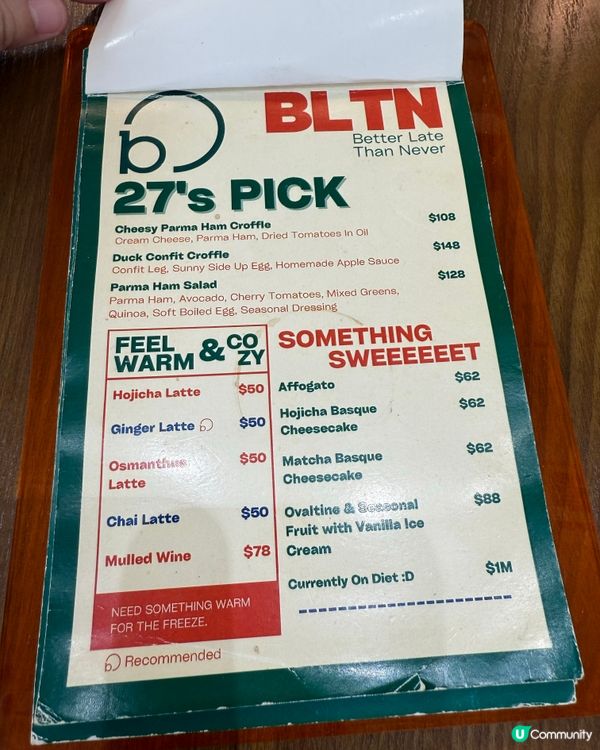 b
BLTN
Better Late
Than Never
27's PICK
Cheesy Parma Ham Croffle $108
Cream Cheese, Parma Ham, Dried Tomatoes In Oil
Duck Confit Croffle $148
Confit Leg, Sunny Side Up Egg, Homemade Apple Sauce
Parma Ham Salad $128
Parma Ham, Avocado, Cherry Tomatoes, Mixed Greens,
Quinoa, Soft Boiled Egg, Seasonal Dressing
FEEL
WARM & CO
ZY
Hojicha Latte $50
Ginger Latte b $50
Osmanthus $50
Latte
Chai Latte $50
Mulled Wine $78
NEED SOMETHING WARM
FOR THE FREEZE.
b Recommended
SOMETHING
SWEEEEEET
Affogato $62
Hojicha Basque $62
Cheesecake
Matcha Basque $62
Cheesecake
Ovaltine & Seasonal $88
Fruit with Vanilla Ice
Cream
Currently On Diet :D $1M
U Community